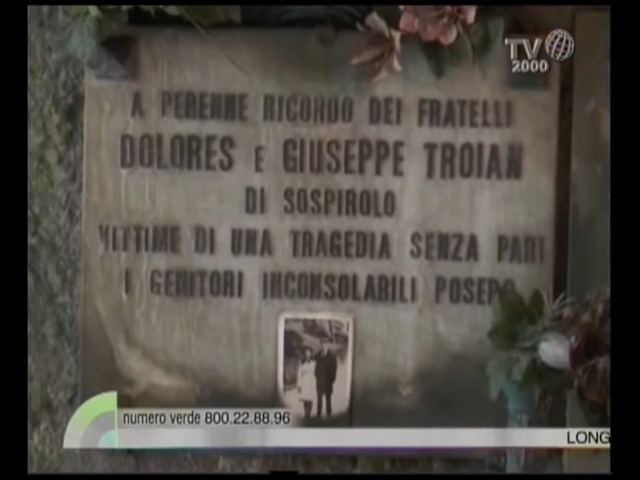 TV
2000
A PERENNE RICORDO DEI FRATELLI
DOLORES E GIUSEPPE TROIAN
DI SOSPIROLO
VITTIME DI UNA TRAGEDIA SENZA PARI
I GENITORI INCONSOLABILI POSERO
numero verde 800.22.88.96
LONG